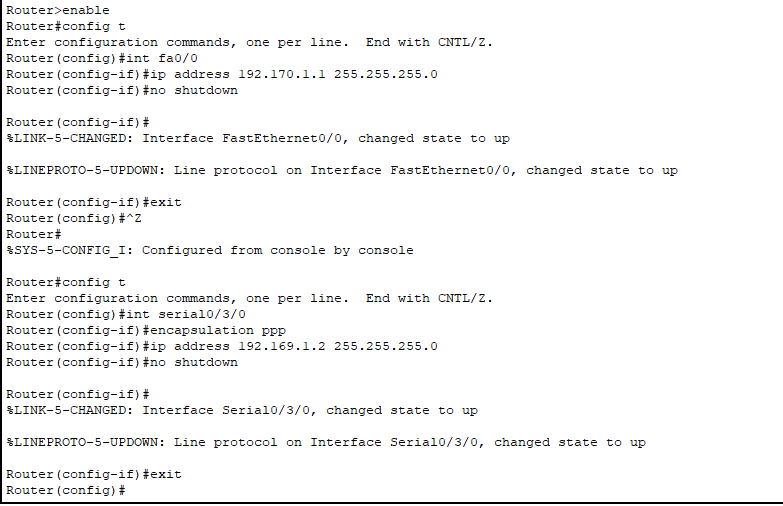 Router>enable
Router#config t
Enter configuration commands, one per line.  End with CNTL/Z.
Router(config)#int fa0/0
Router(config-if)#ip address 192.170.1.1 255.255.255.0
Router(config-if)#no shutdown
Router(config-if)#
%LINK-5-CHANGED: Interface FastEthernet0/0, changed state to up
%LINEPROTO-5-UPDOWN: Line protocol on Interface FastEthernet0/0, changed state to up
Router(config-if)#exit
Router(config)#^Z
Router#
%SYS-5-CONFIG_I: Configured from console by console
Router#config t
Enter configuration commands, one per line.  End with CNTL/Z.
Router(config)#int serial0/3/0
Router(config-if)#encapsulation ppp
Router(config-if)#ip address 192.169.1.2 255.255.255.0
Router(config-if)#no shutdown
Router(config-if)#
%LINK-5-CHANGED: Interface Serial0/3/0, changed state to up
%LINEPROTO-5-UPDOWN: Line protocol on Interface Serial0/3/0, changed state to up
Router(config-if)#exit
Router(config)#